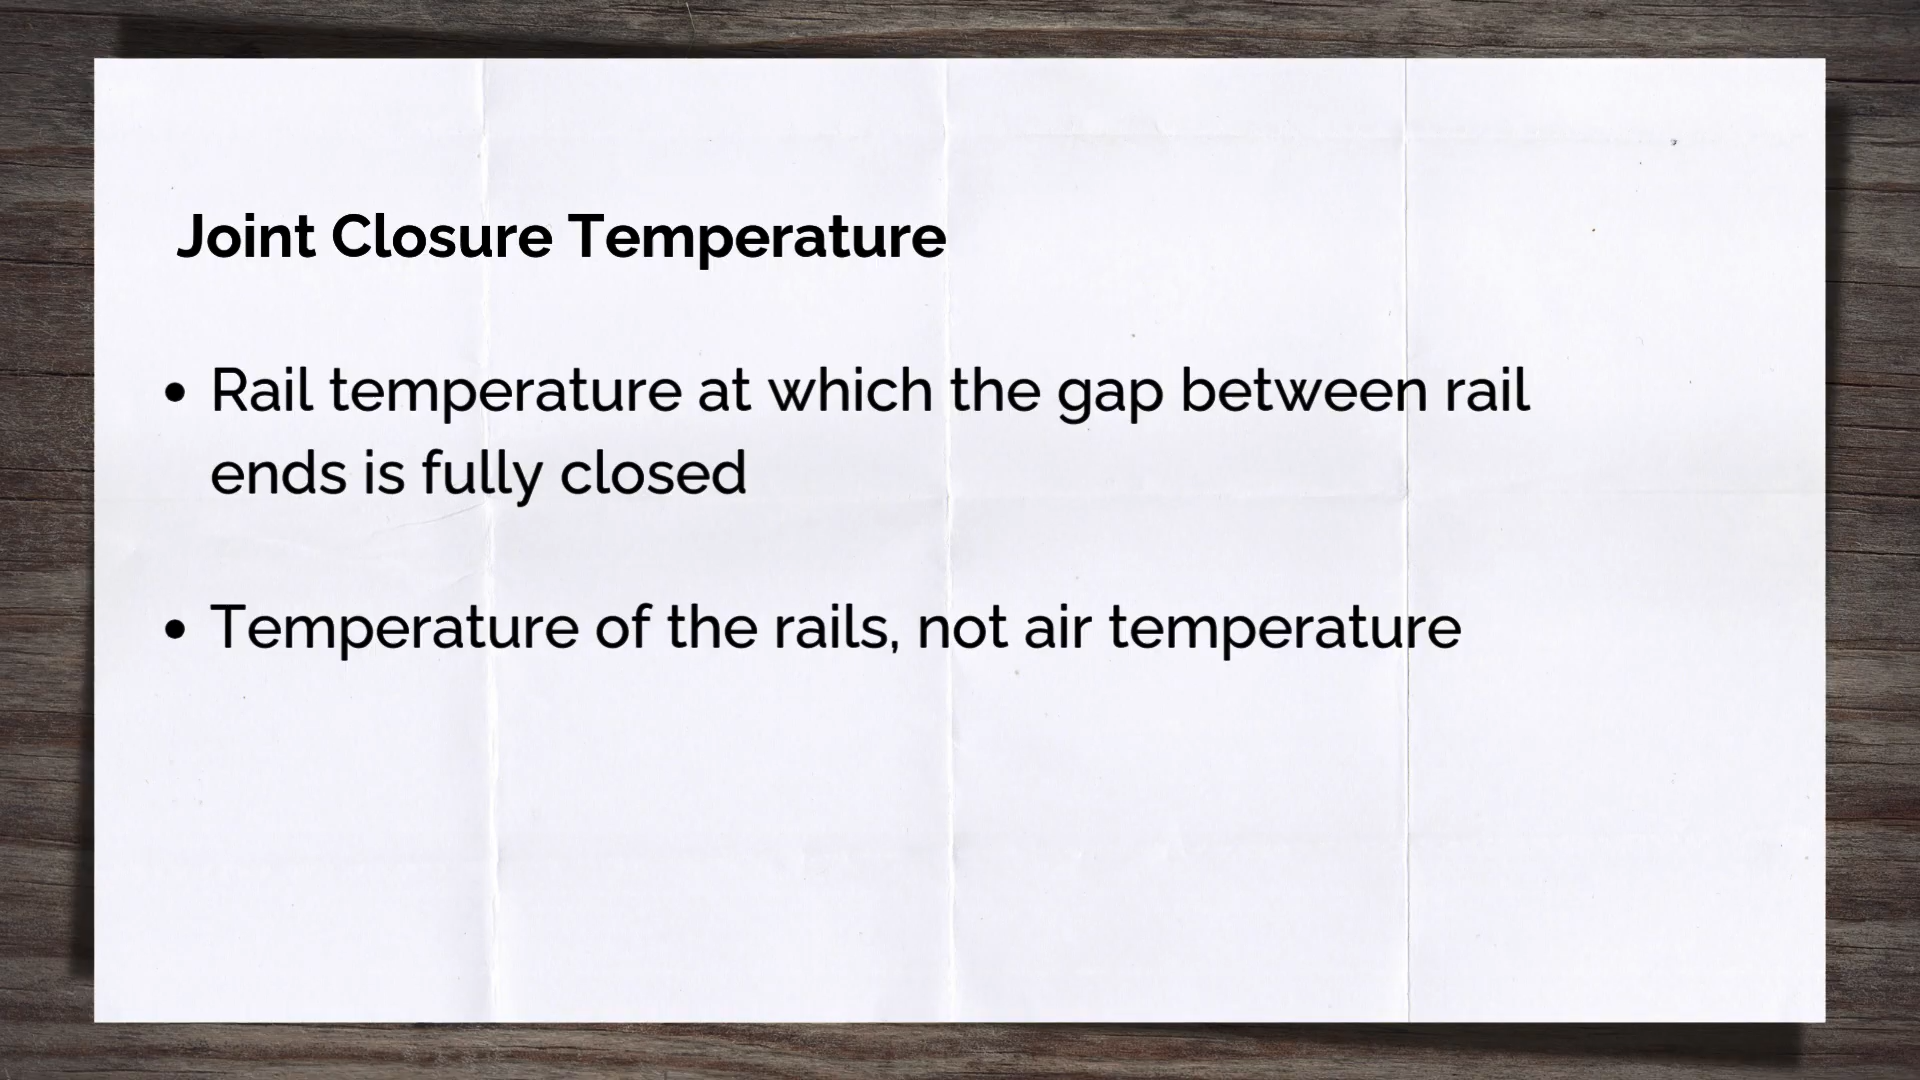 Joint Closure Temperature
• Rail temperature at which the gap between rail
ends is fully closed
• Temperature of the rails, not air temperature